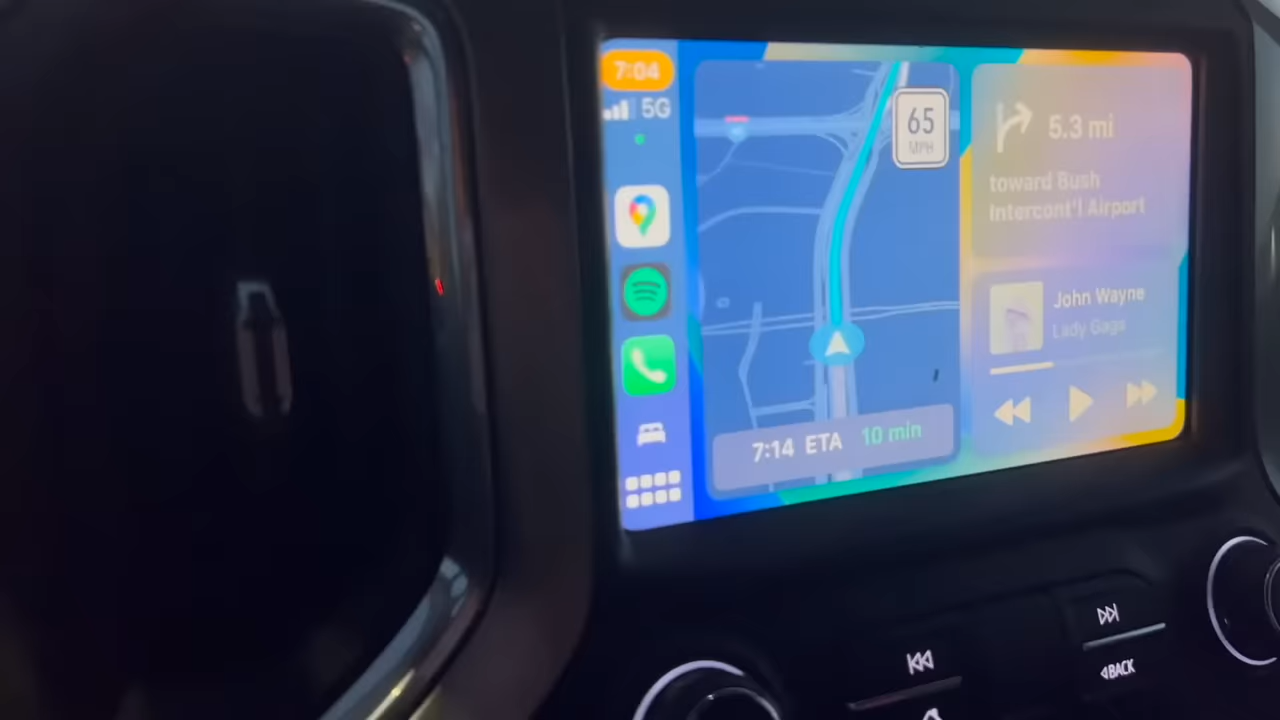 7:04
5G
65
MPH
5.3 mi
toward Bush
Intercont'l Airport
John Wayne
Lady Gaga
7:14 ETA 10 min
BACK